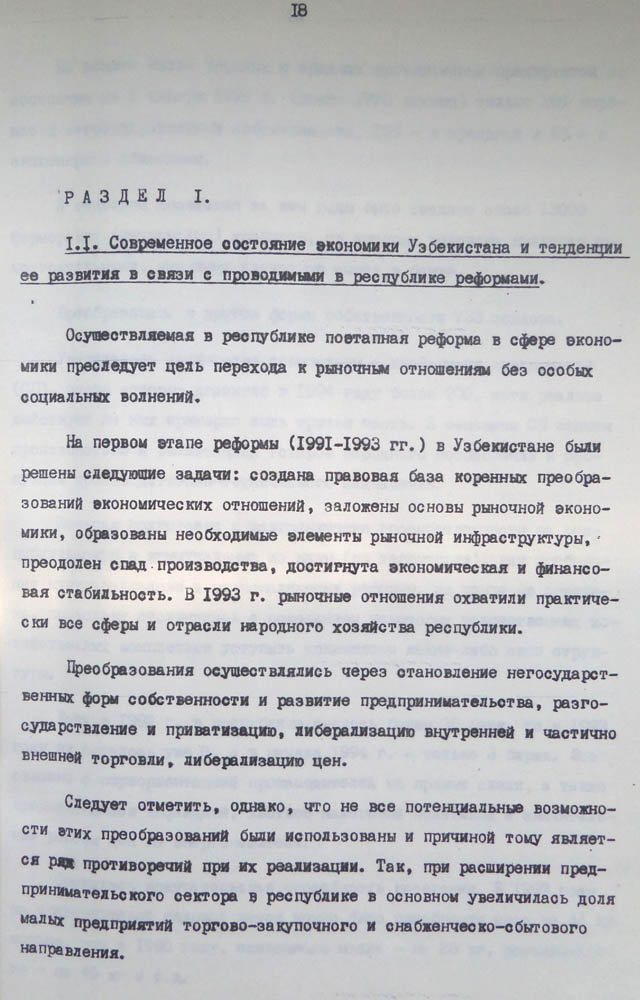 18
РАЗДЕЛ I.
I.I. Современное состояние экономики Узбекистана и тенденции
ее развития в связи с проводимыми в республике реформами.
Осуществляемая в республике поэтапная реформа в сфере эконо-
мики преследует цель перехода к рыночным отношениям без особых
социальных волнений.
На первом этапе реформы (1991-1993 гг.) в Узбекистане были
решены следующие задачи: создана правовая база коренных преобра-
зований экономических отношений, заложены основы рыночной эконо-
мики, образованы необходимые элементы рыночной инфраструктуры,
преодолен спад производства, достигнута экономическая и финансо-
вая стабильность. В 1993 г. рыночные отношения охватили практиче-
ски все сферы и отрасли народного хозяйства республики.
Преобразования осуществлялись через становление негосударст-
венных форм собственности и развитие предпринимательства, разго-
сударствление и приватизацию, либерализацию внутренней и частично
внешней торговли, либерализацию цен.
Следует отметить, однако, что не все потенциальные возможно-
сти этих преобразований были использованы и причиной тому являет-
ся ряд противоречий при их реализации. Так, при расширении пред-
принимательского сектора в республике в основном увеличилась доля
малых предприятий торгово-закупочного и снабженческо-сбытового
направления.